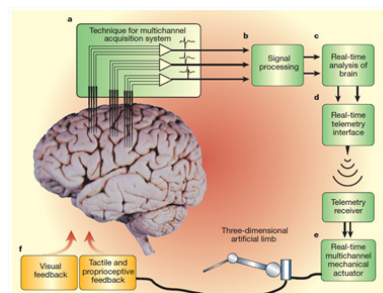 a
Technique for multichannel
acquisition system
b
Signal
processing
c
Real-time
analysis of
brain
d
Real-time
telemetry
interface
Telemetry
receiver
e
Real-time
multichannel
mechanical
actuator
Three-dimensional
artificial limb
f
Visual
feedback
Tactile and
proprioceptive
feedback